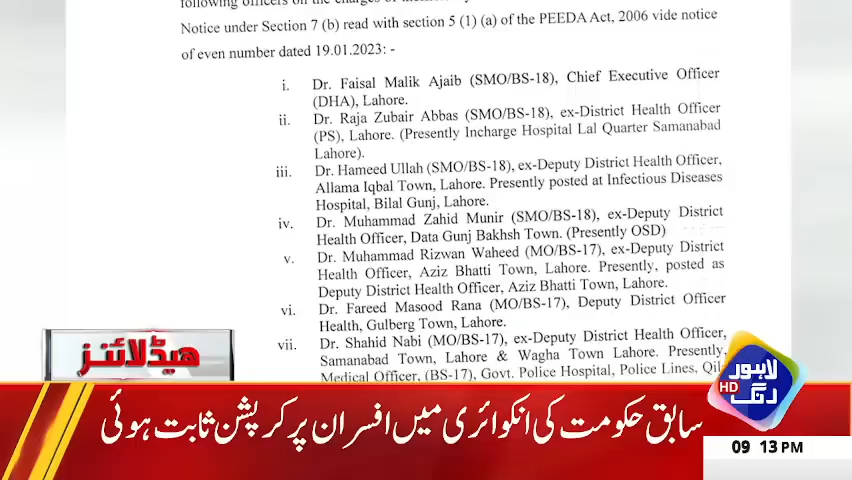 following officers on the charges of
Notice under Section 7 (b) read with section 5 (1) (a) of the PEEDA Act, 2006 vide notice
of even number dated 19.01.2023: -
i. Dr. Faisal Malik Ajaib (SMO/BS-18), Chief Executive Officer
(DHA), Lahore.
ii. Dr. Raja Zubair Abbas (SMO/BS-18), ex-District Health Officer
(PS), Lahore. (Presently Incharge Hospital Lal Quarter Samanabad
Lahore).
iii. Dr. Hameed Ullah (SMO/BS-18), ex-Deputy District Health Officer,
Allama Iqbal Town, Lahore. Presently posted at Infectious Diseases
Hospital, Bilal Gunj, Lahore.
iv. Dr. Muhammad Zahid Munir (SMO/BS-18), ex-Deputy District
Health Officer, Data Gunj Bakhsh Town. (Presently OSD)
v. Dr. Muhammad Rizwan Waheed (MO/BS-17), ex-Deputy District
Health Officer, Aziz Bhatti Town, Lahore. Presently, posted as
Deputy District Health Officer, Aziz Bhatti Town, Lahore.
vi. Dr. Fareed Masood Rana (MO/BS-17), Deputy District Officer
Health, Gulberg Town, Lahore.
vii. Dr. Shahid Nabi (MO/BS-17), ex-Deputy District Health Officer,
Samanabad Town, Lahore & Wagha Town Lahore. Presently,
Medical Officer, (BS-17), Govt. Police Hospital, Police Lines,
ہیڈلائنز
لاہور
رنگ
HD
سابق حکومت کی انکوائری میں افسران پر کرپشن ثابت ہوئی
09 13 PM